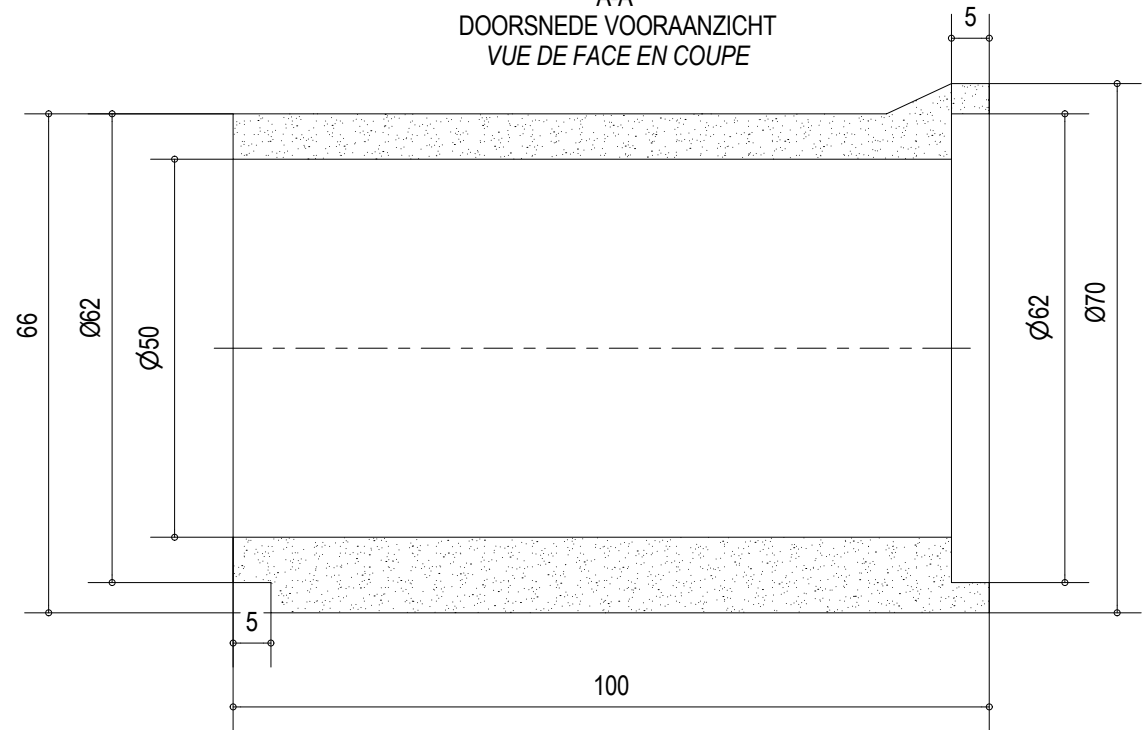 A-A
DOORSNEDE VOORAANZICHT
VUE DE FACE EN COUPE
5
66
Ø62
Ø50
Ø62
Ø70
5
100